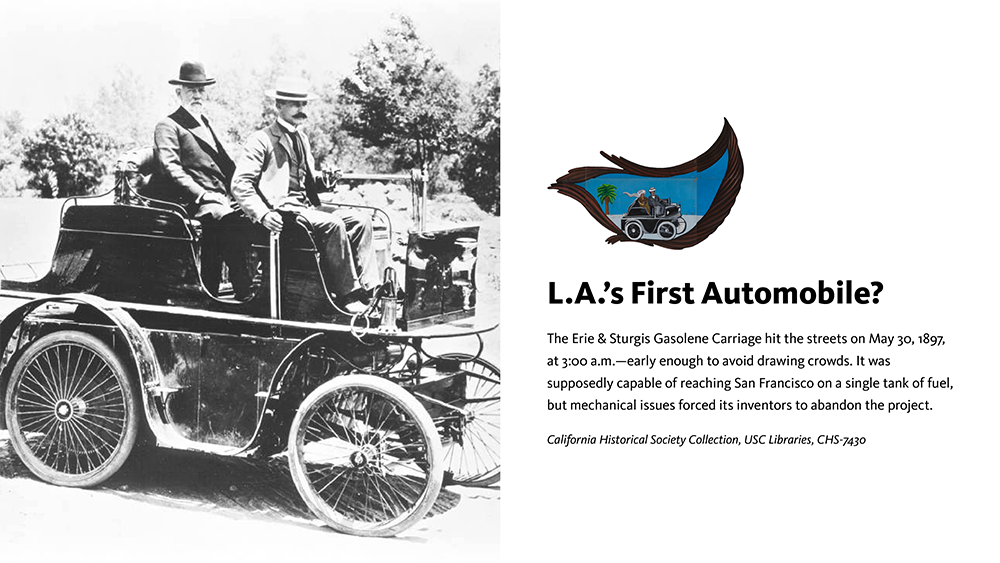 L.A.’s First Automobile?
The Erie & Sturgis Gasolene Carriage hit the streets on May 30, 1897,
at 3:00 a.m.—early enough to avoid drawing crowds. It was
supposedly capable of reaching San Francisco on a single tank of fuel,
but mechanical issues forced its inventors to abandon the project.
California Historical Society Collection, USC Libraries, CHS-7430